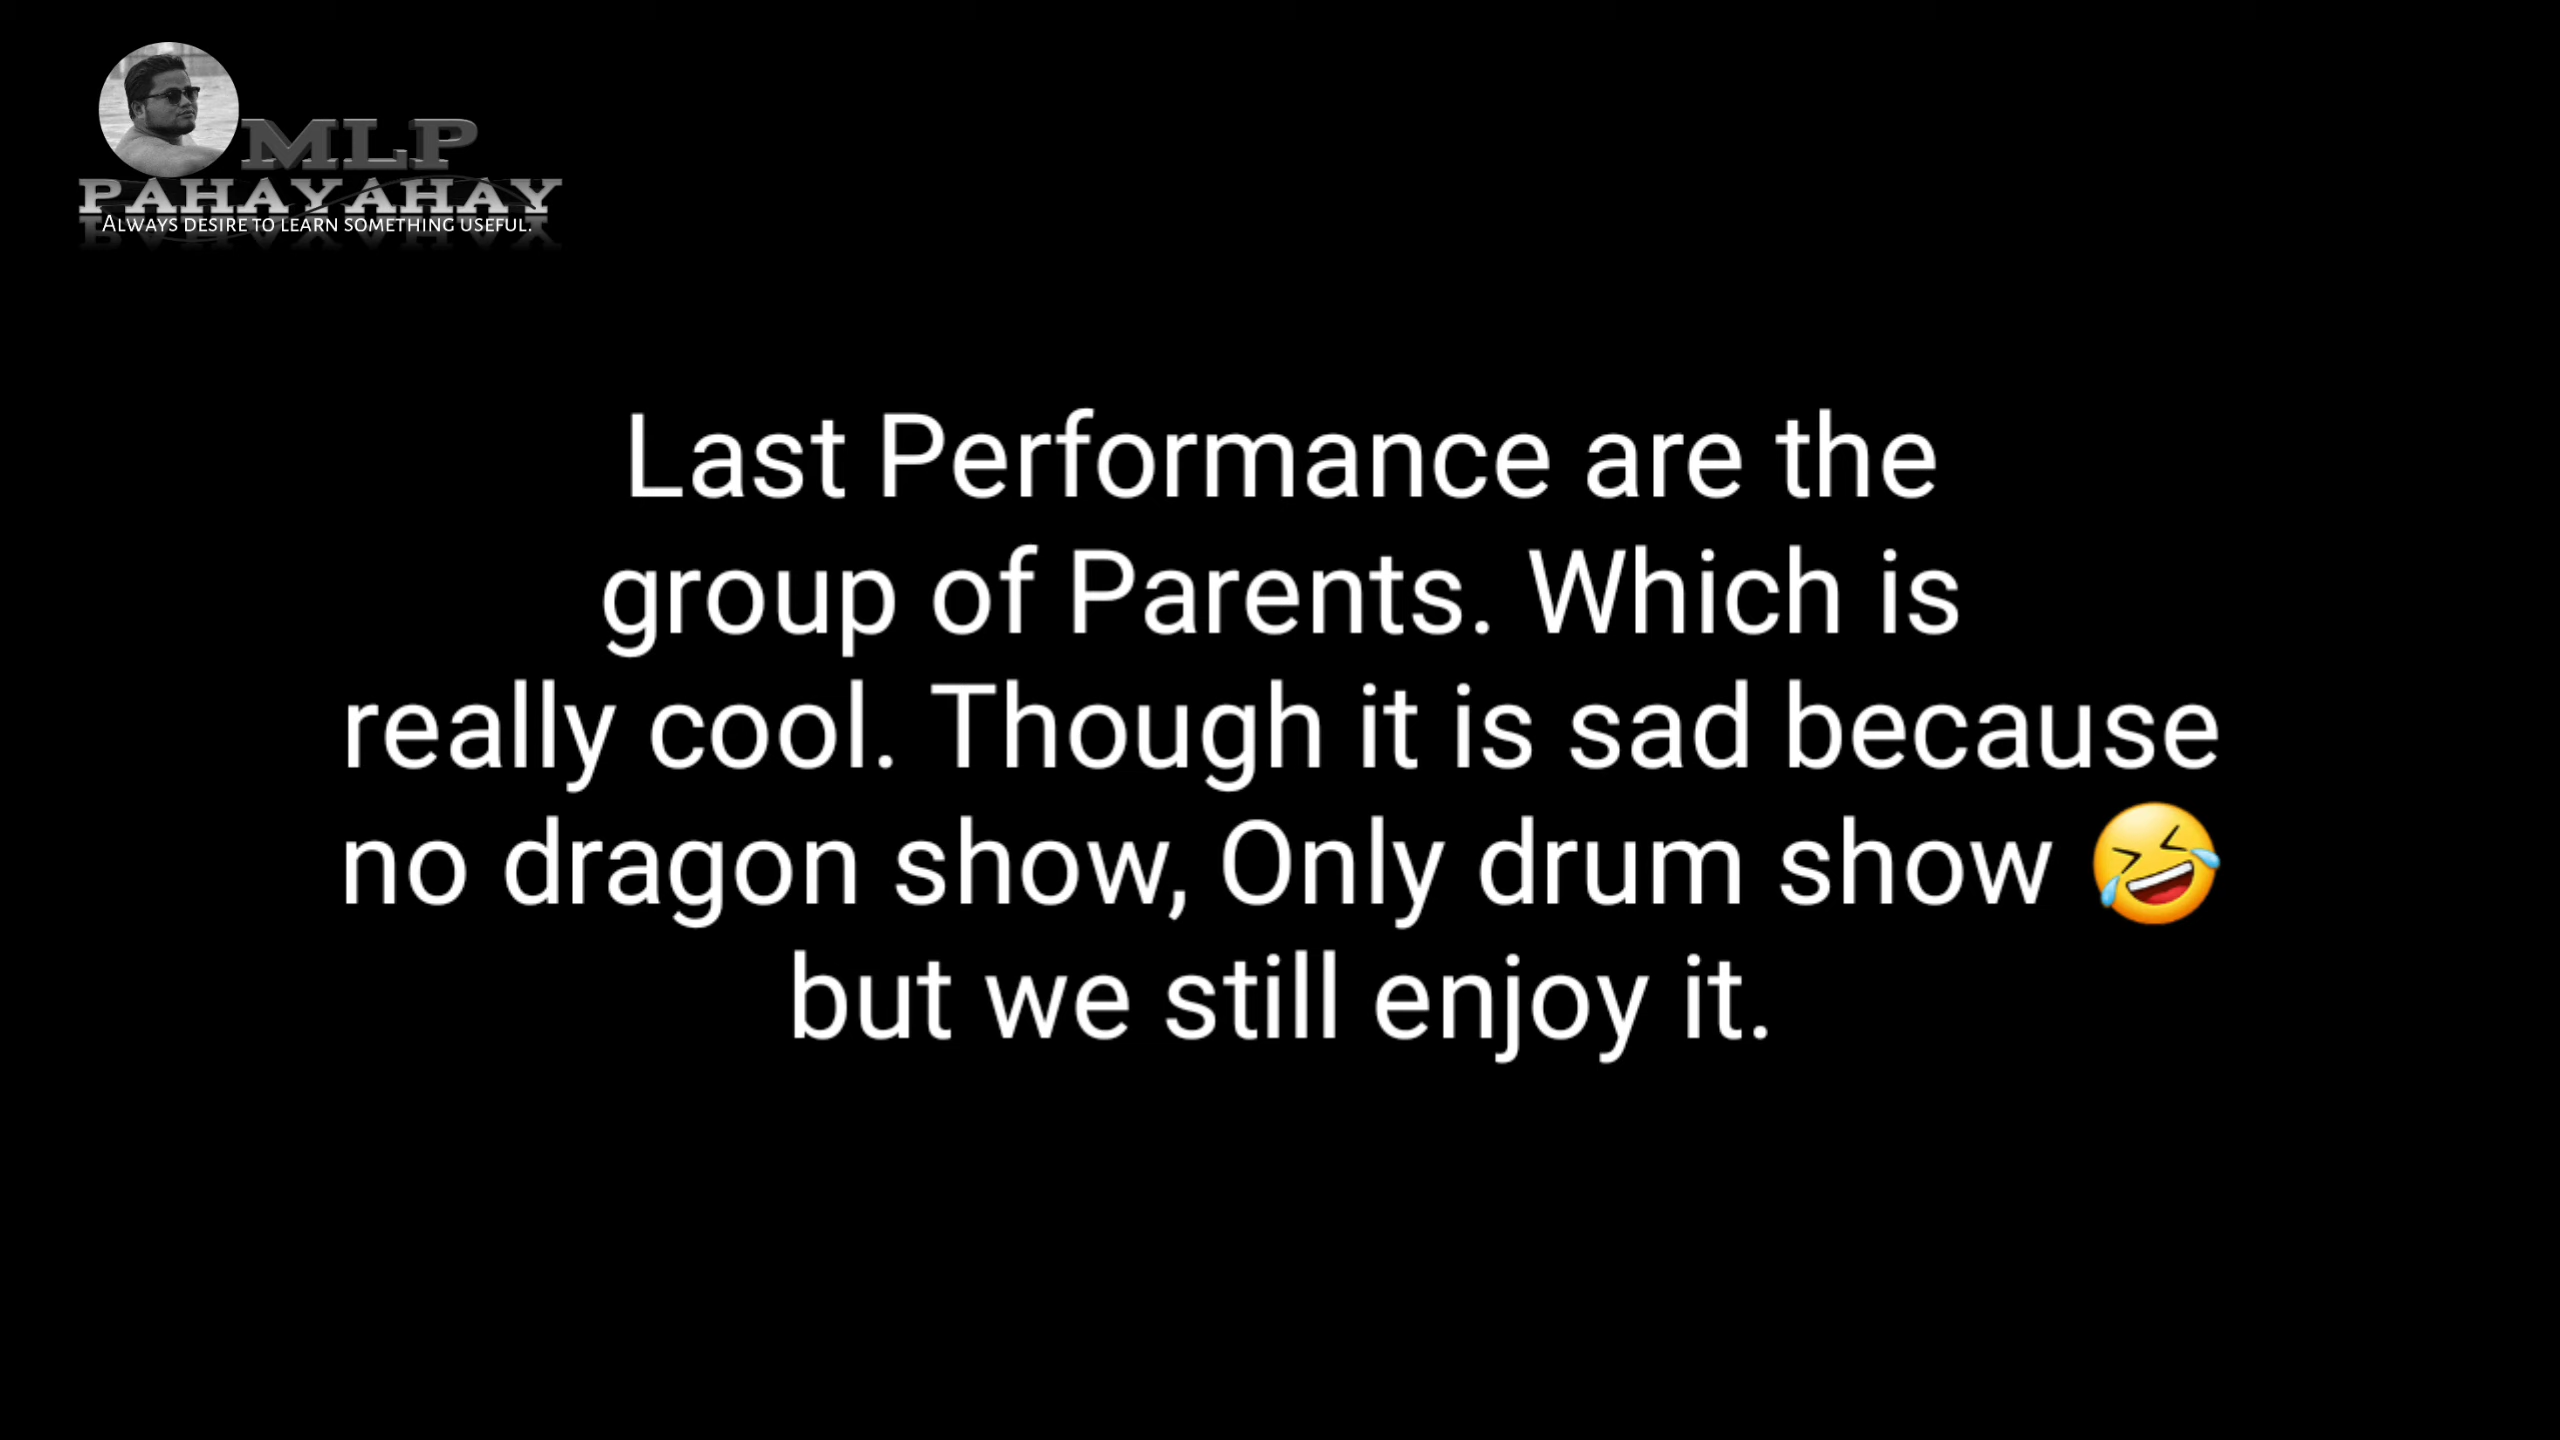 MLP
PAHAYAHAY
ALWAYS DESIRE TO LEARN SOMETHING USEFUL.
Last Performance are the
group of Parents. Which is
really cool. Though it is sad because
no dragon show, Only drum show 🤣
but we still enjoy it.